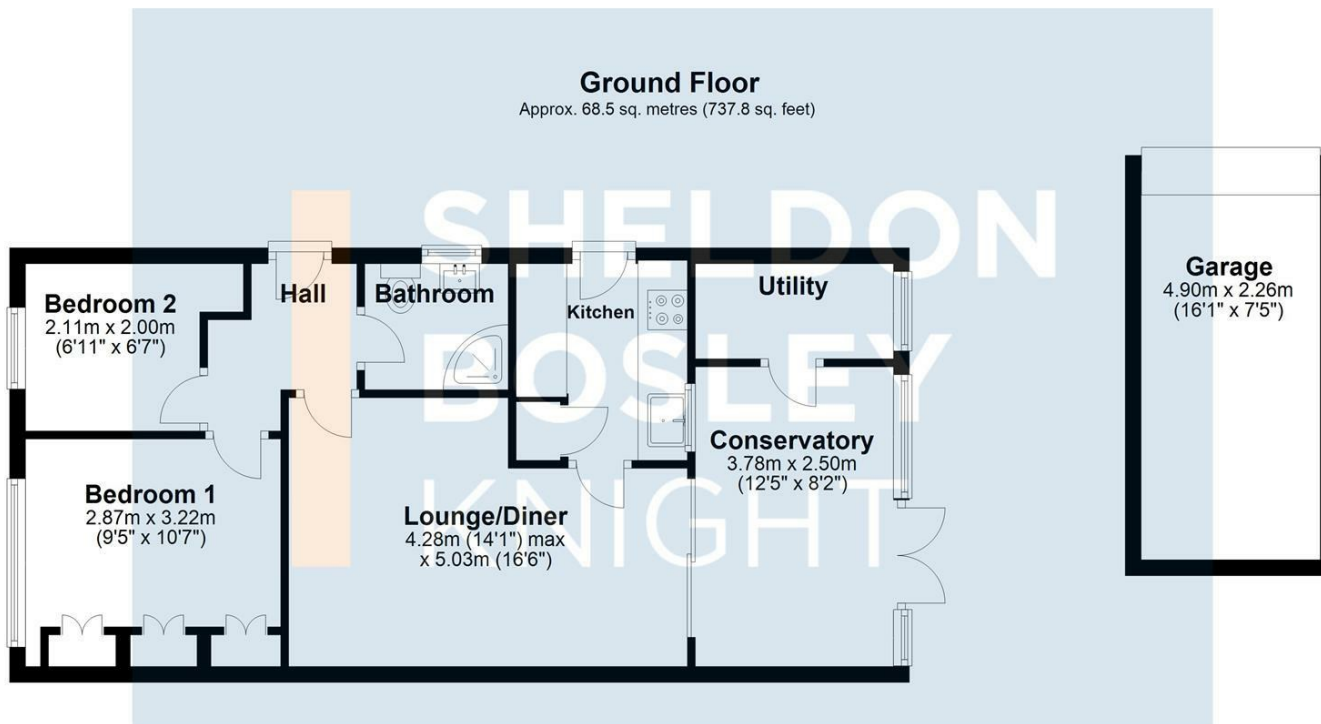 Ground Floor
Approx. 68.5 sq. metres (737.8 sq. feet)
SHELDON
BOSLEY
KNIGHT
Bedroom 2
2.11m x 2.00m
(6'11" x 6'7")
Hall
Bathroom
Kitchen
Utility
Garage
4.90m x 2.26m
(16'1" x 7'5")
Bedroom 1
2.87m x 3.22m
(9'5" x 10'7")
Lounge/Diner
4.28m (14'1") max
x 5.03m (16'6")
Conservatory
3.78m x 2.50m
(12'5" x 8'2")